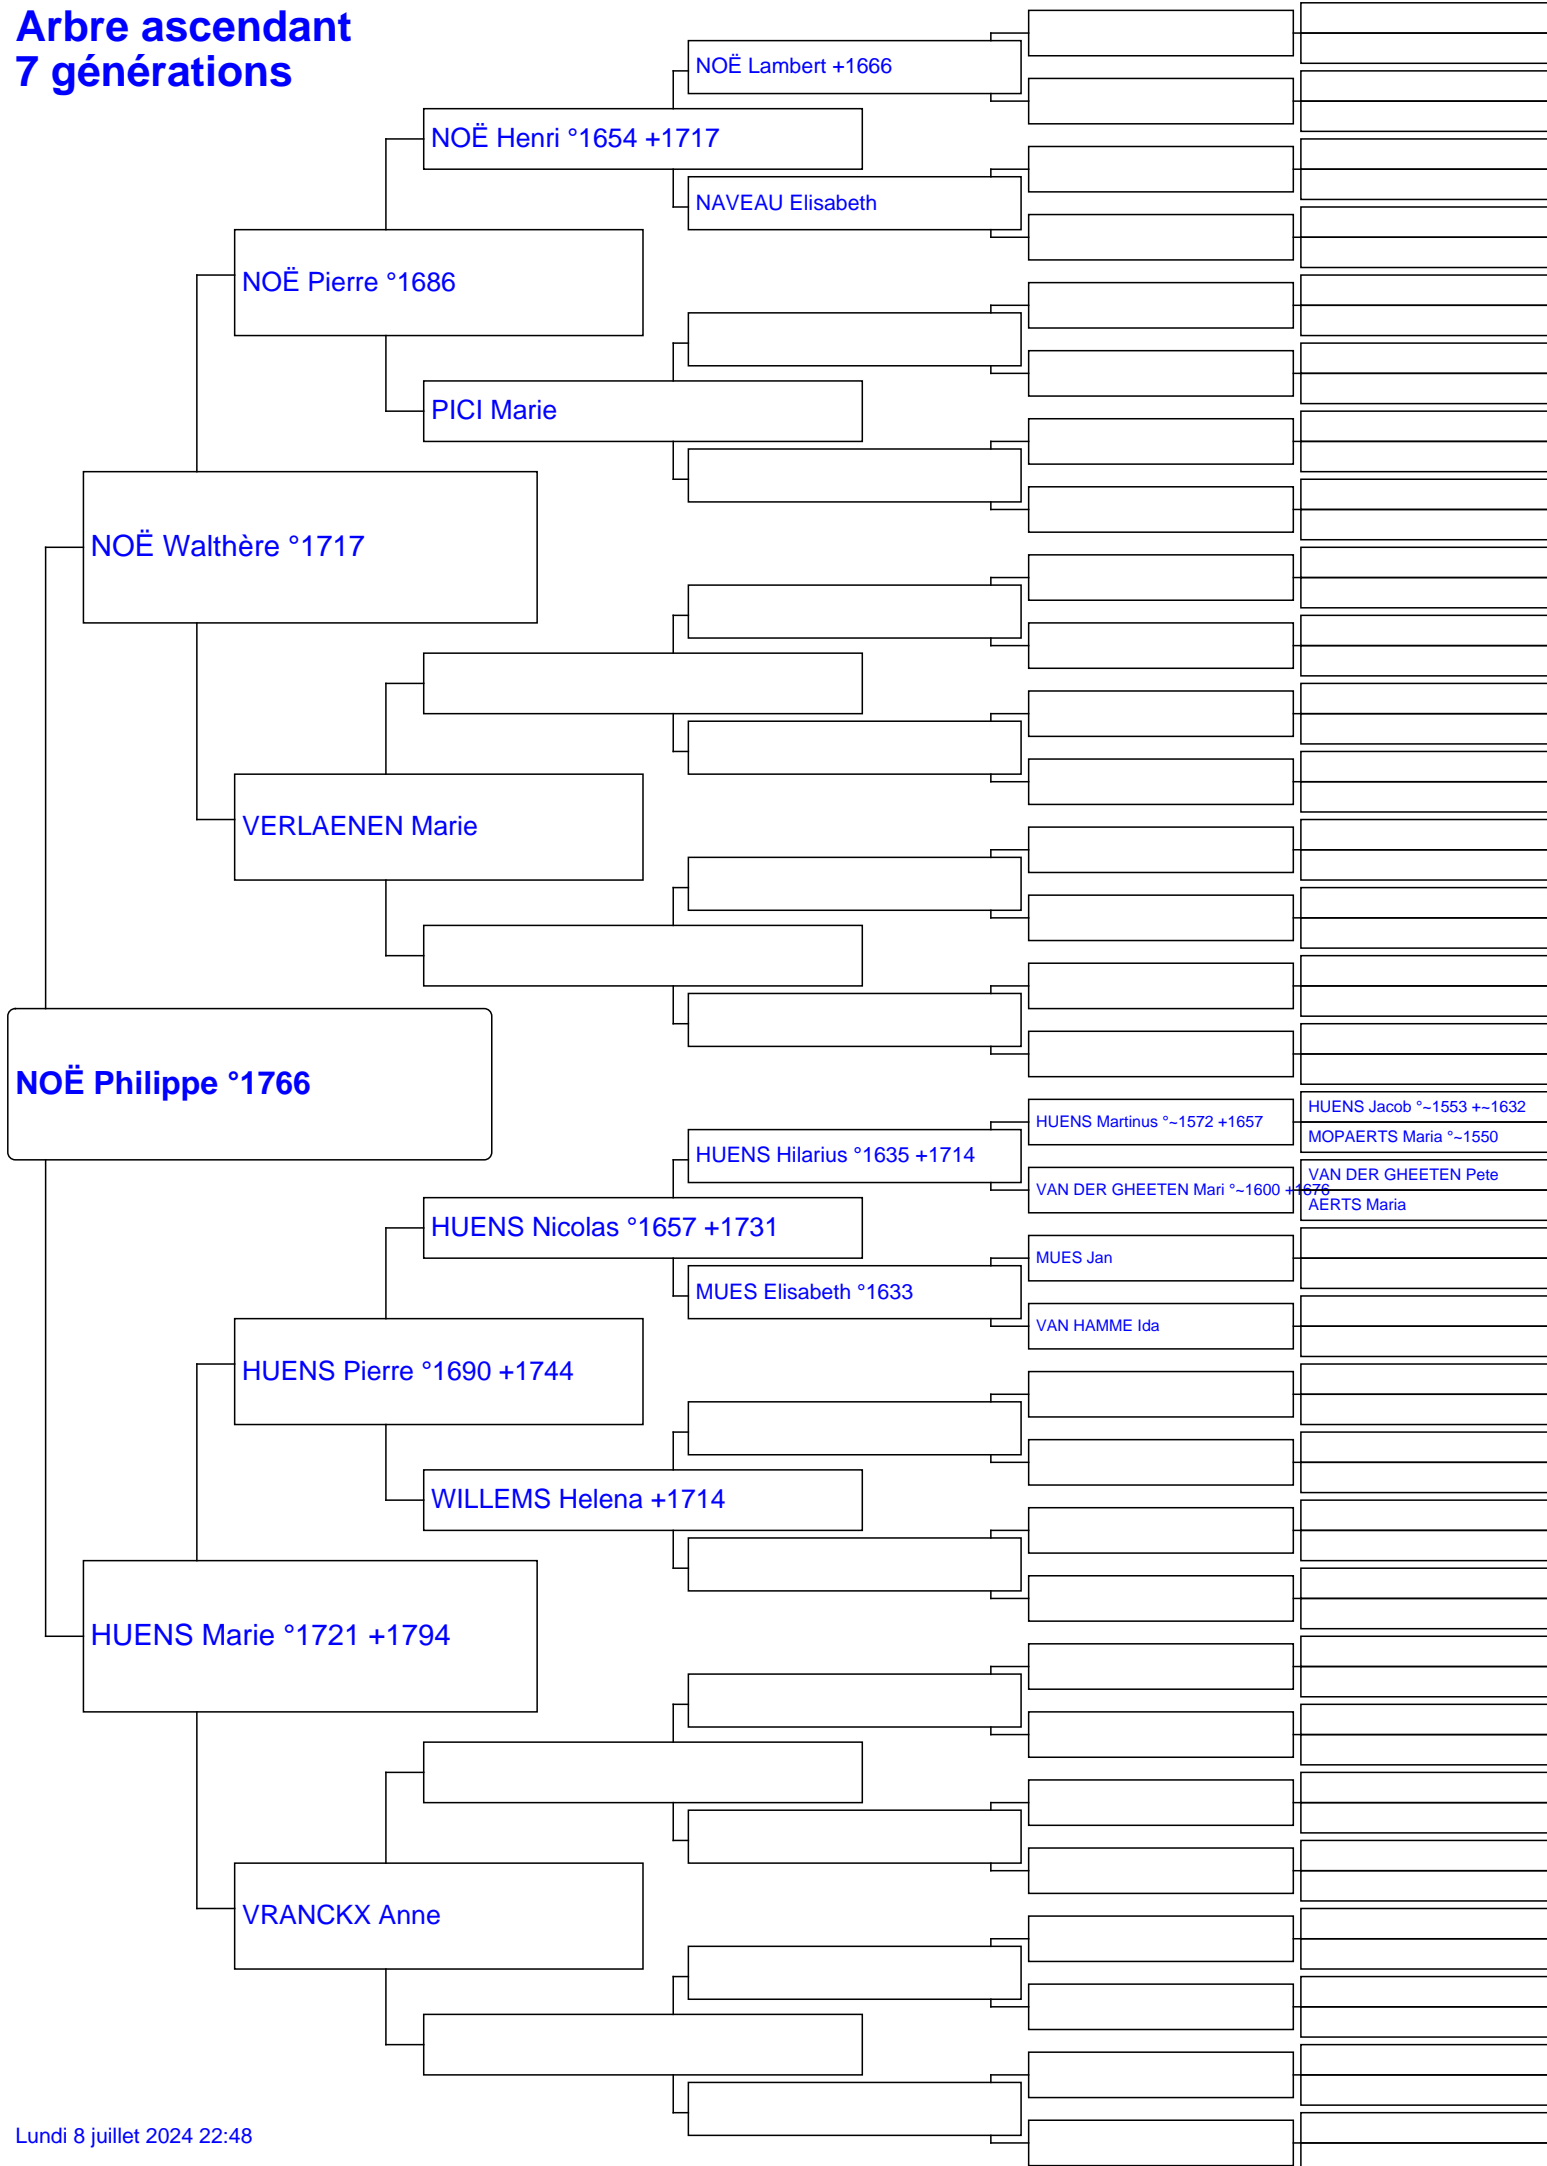 Arbre ascendant
7 générations
NOË Lambert +1666
NOË Henri °1654 +1717
NAVEAU Elisabeth
NOË Pierre °1686
PICI Marie
NOË Walthère °1717
VERLAENEN Marie
NOË Philippe °1766
HUENS Jacob °~1553 +~1632
HUENS Martinus °~1572 +1657
MOPAERTS Maria °~1550
HUENS Hilarius °1635 +1714
VAN DER GHEETEN Pete
VAN DER GHEETEN Mari °~1600 +1676
AERTS Maria
HUENS Nicolas °1657 +1731
MUES Jan
MUES Elisabeth °1633
VAN HAMME Ida
HUENS Pierre °1690 +1744
WILLEMS Helena +1714
HUENS Marie °1721 +1794
VRANCKX Anne
Lundi 8 juillet 2024 22:48